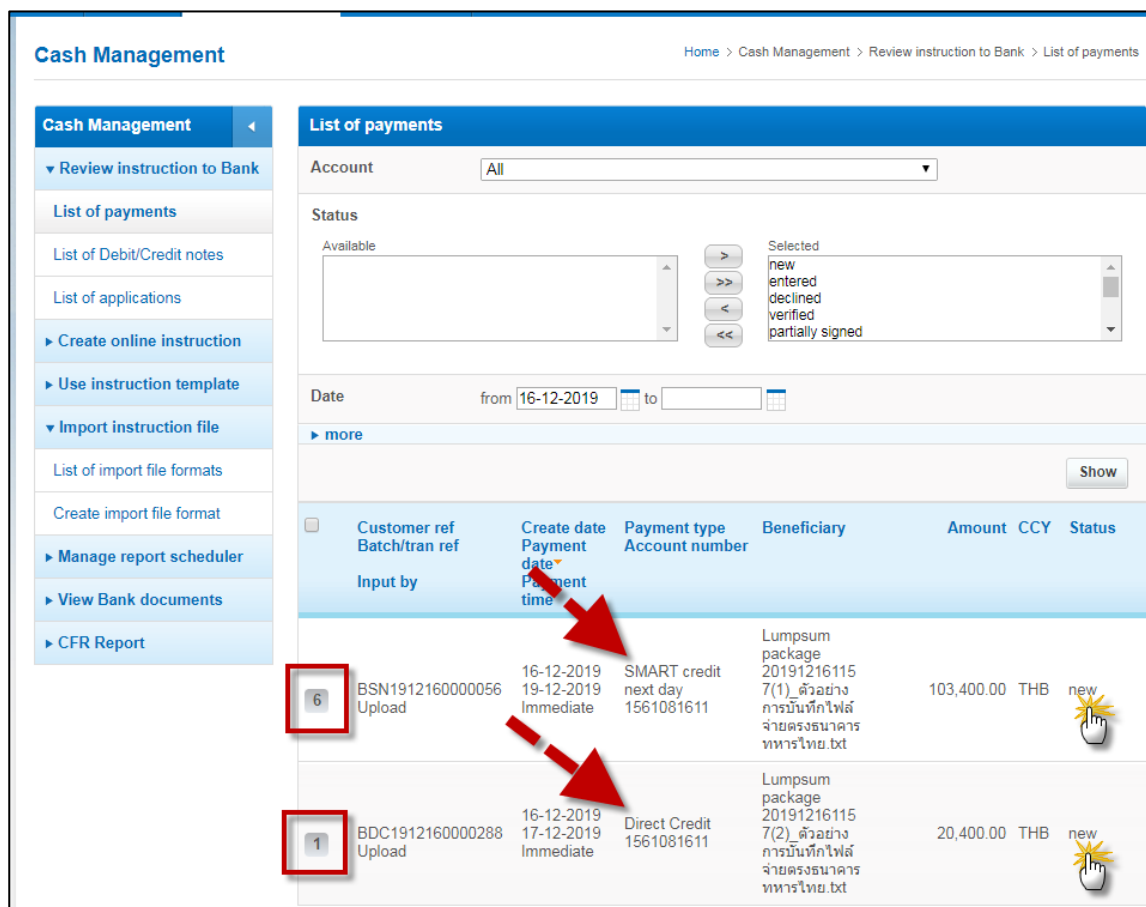 Cash Management
Home > Cash Management > Review instruction to Bank > List of payments
Cash Management
Review instruction to Bank
List of payments
List of Debit/Credit notes
List of applications
Create online instruction
Use instruction template
Import instruction file
List of import file formats
Create import file format
Manage report scheduler
View Bank documents
CFR Report
List of payments
Account
All
Status
Available
>
>>
<
<<
Selected
new
entered
declined
verified
partially signed
Date
from 16-12-2019 to
more
Show
Customer ref
Batch/tran ref
Input by
Create date
Payment
date
Payment
time
Payment type
Account number
Beneficiary
Amount
CCY
Status
6
BSN1912160000056
Upload
16-12-2019
19-12-2019
Immediate
SMART credit
next day
1561081611
Lumpsum
package
20191216115
7(1)_ตัวอย่าง
การบันทึกไฟล์
จ่ายตรงธนาคาร
ทหารไทย.txt
103,400.00
THB
new
1
BDC1912160000288
Upload
16-12-2019
17-12-2019
Immediate
Direct Credit
1561081611
Lumpsum
package
20191216115
7(2)_ตัวอย่าง
การบันทึกไฟล์
จ่ายตรงธนาคาร
ทหารไทย.txt
20,400.00
THB
new